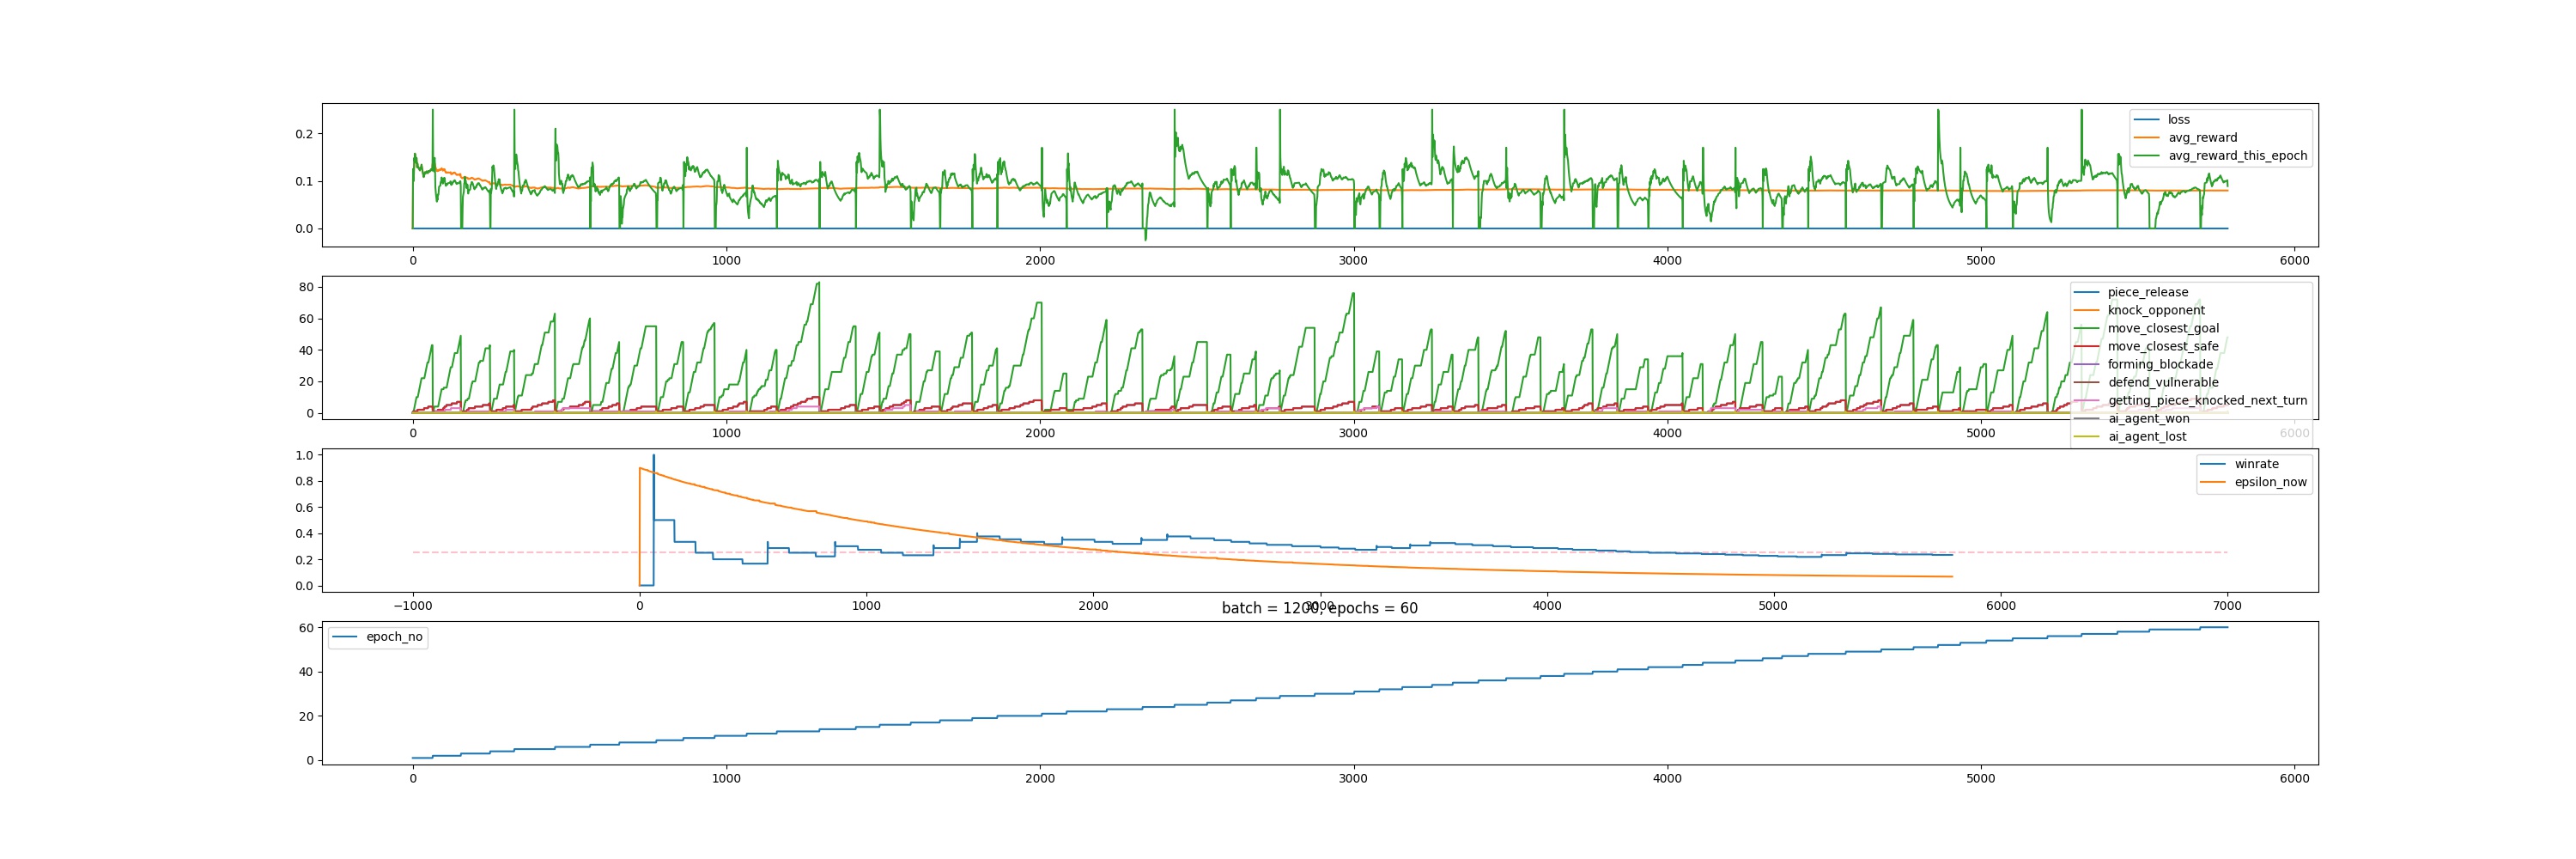 0.2
0.1
0.0
loss
avg_reward
avg_reward_this_epoch
0 1000 2000 3000 4000 5000 6000
80
60
40
20
0
piece_release
knock_opponent
move_closest_goal
move_closest_safe
forming_blockade
defend_vulnerable
getting_piece_knocked_next_turn
ai_agent_won
ai_agent_lost
0 1000 2000 3000 4000 5000 6000
1.0
0.8
0.6
0.4
0.2
0.0
winrate
epsilon_now
−1000 0 1000 2000 3000 4000 5000 6000 7000
batch = 1200, epochs = 60
60
40
20
0
epoch_no
0 1000 2000 3000 4000 5000 6000